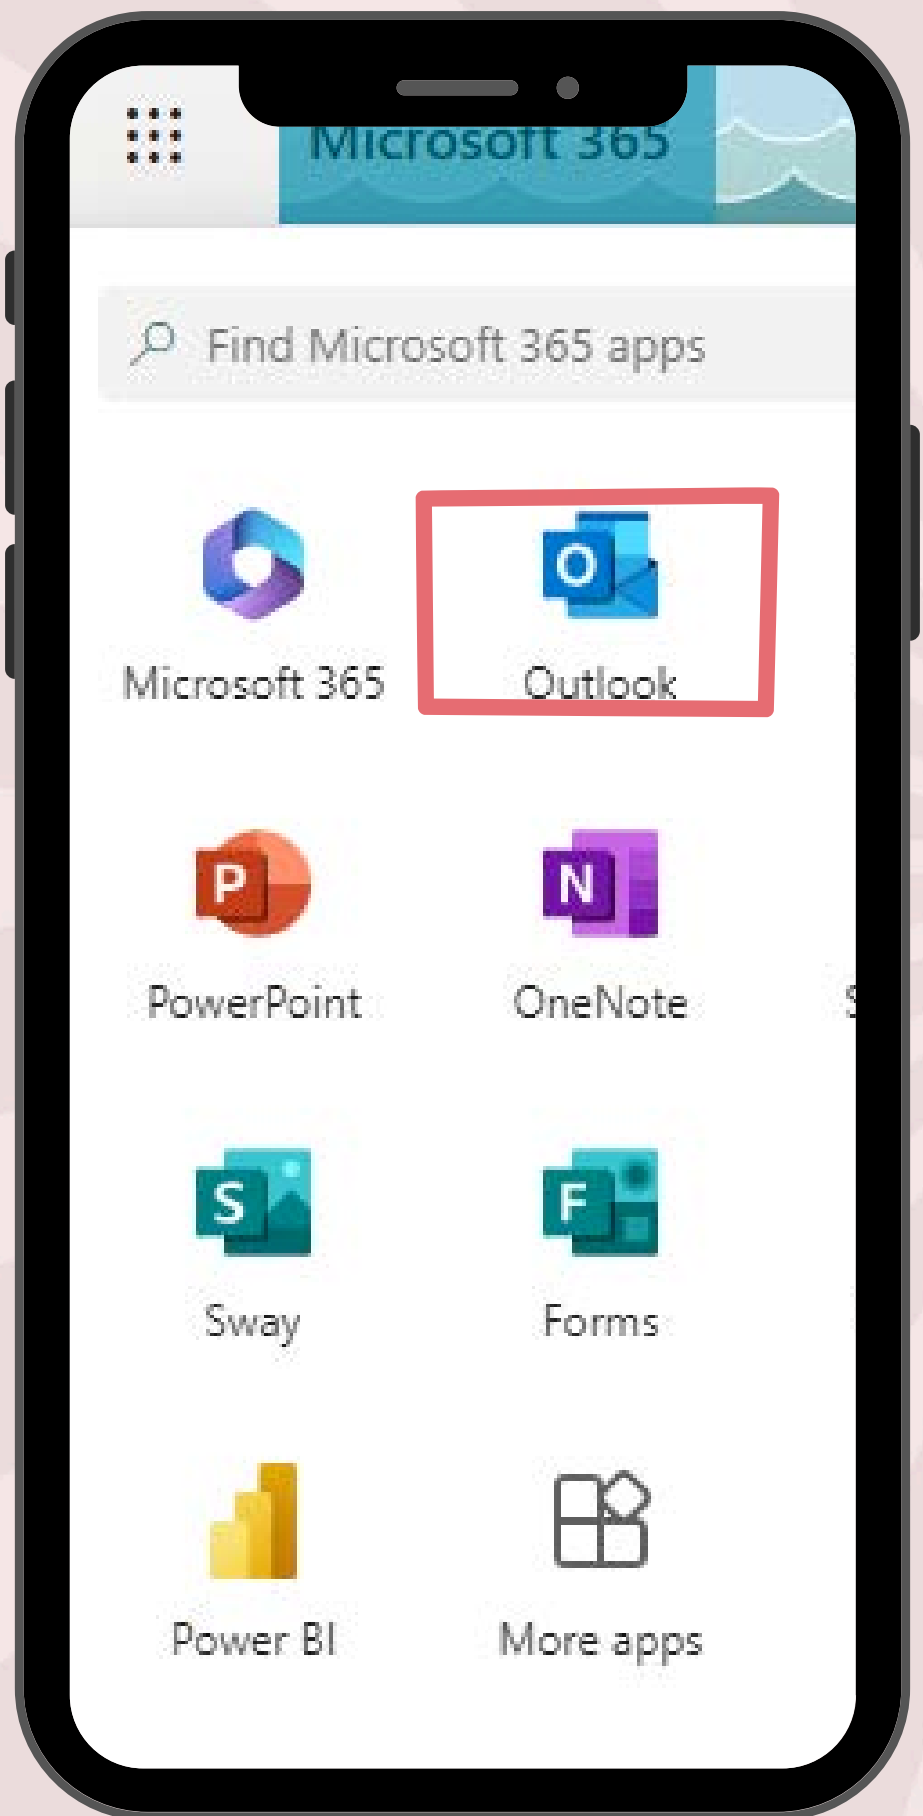 Microsoft 365
Find Microsoft 365 apps
O
Microsoft 365 Outlook
P N
PowerPoint OneNote S
S F
Sway Forms
Power BI More apps